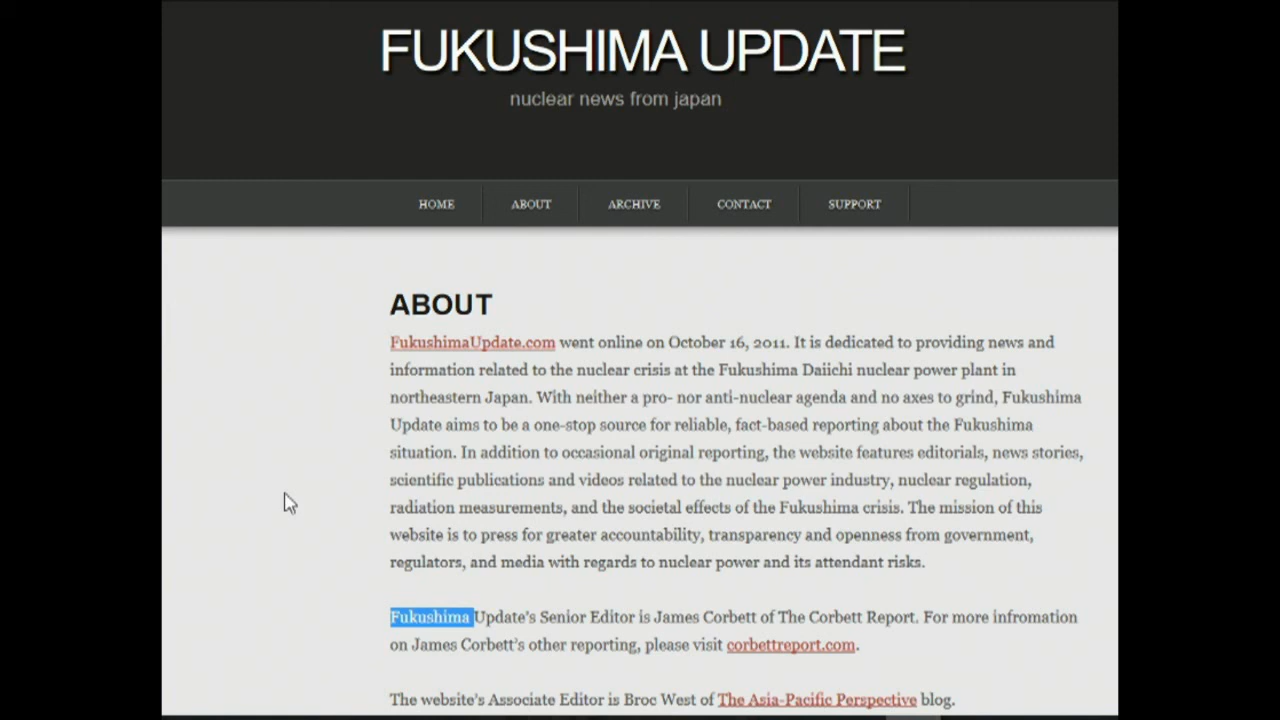 FUKUSHIMA UPDATE
nuclear news from japan
HOME ABOUT ARCHIVE CONTACT SUPPORT
ABOUT
FukushimaUpdate.com went online on October 16, 2011. It is dedicated to providing news and
information related to the nuclear crisis at the Fukushima Daiichi nuclear power plant in
northeastern Japan. With neither a pro- nor anti-nuclear agenda and no axes to grind, Fukushima
Update aims to be a one-stop source for reliable, fact-based reporting about the Fukushima
situation. In addition to occasional original reporting, the website features editorials, news stories,
scientific publications and videos related to the nuclear power industry, nuclear regulation,
radiation measurements, and the societal effects of the Fukushima crisis. The mission of this
website is to press for greater accountability, transparency and openness from government,
regulators, and media with regards to nuclear power and its attendant risks.
Fukushima Update's Senior Editor is James Corbett of The Corbett Report. For more infromation
on James Corbett's other reporting, please visit corbettreport.com.
The website's Associate Editor is Broc West of The Asia-Pacific Perspective blog.